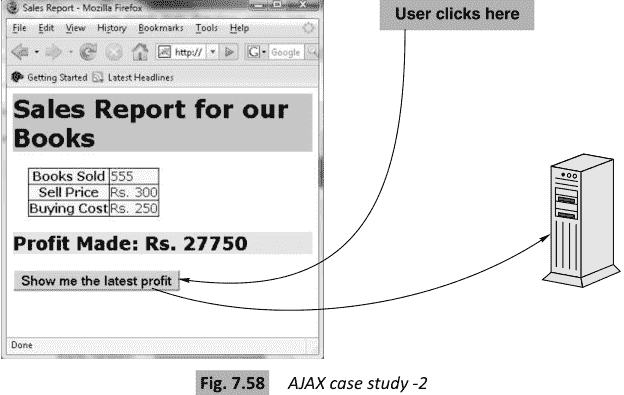 Sales Report - Mozilla Firefox
User clicks here
File Edit View History Bookmarks Tools Help
http:// G Google
Getting Started Latest Headlines
Sales Report for our
Books
Books Sold 555
Sell Price Rs. 300
Buying Cost Rs. 250
Profit Made: Rs. 27750
Show me the latest profit
Done
Fig. 7.58 AJAX case study -2